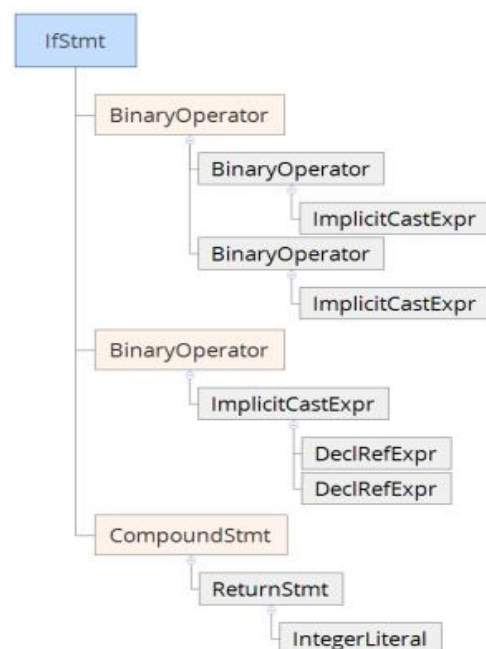 IfStmt
BinaryOperator
BinaryOperator
ImplicitCastExpr
BinaryOperator
ImplicitCastExpr
BinaryOperator
ImplicitCastExpr
DeclRefExpr
DeclRefExpr
CompoundStmt
ReturnStmt
IntegerLiteral